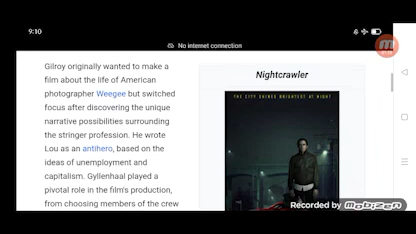 9:10
No internet connection
Gilroy originally wanted to make a
film about the life of American
photographer Weegee but switched
focus after discovering the unique
narrative possibilities surrounding
the stringer profession. He wrote
Lou as an antihero, based on the
ideas of unemployment and
capitalism. Gyllenhaal played a
pivotal role in the film's production,
from choosing members of the crew
Nightcrawler
THE CITY SHINES BRIGHTEST AT NIGHT
Recorded by mobizen